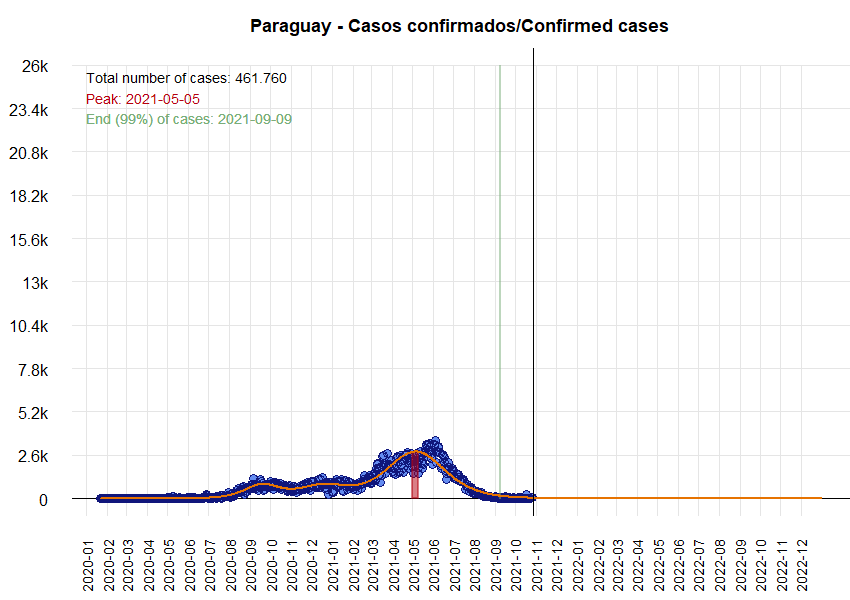 Paraguay - Casos confirmados/Confirmed cases
26k
Total number of cases: 461.760
Peak: 2021-05-05
End (99%) of cases: 2021-09-09
23.4k
20.8k
18.2k
15.6k
13k
10.4k
7.8k
5.2k
2.6k
0
2020-01
2020-02
2020-03
2020-04
2020-05
2020-06
2020-07
2020-08
2020-09
2020-10
2020-11
2020-12
2021-01
2021-02
2021-03
2021-04
2021-05
2021-06
2021-07
2021-08
2021-09
2021-10
2021-11
2021-12
2022-01
2022-02
2022-03
2022-04
2022-05
2022-06
2022-07
2022-08
2022-09
2022-10
2022-11
2022-12